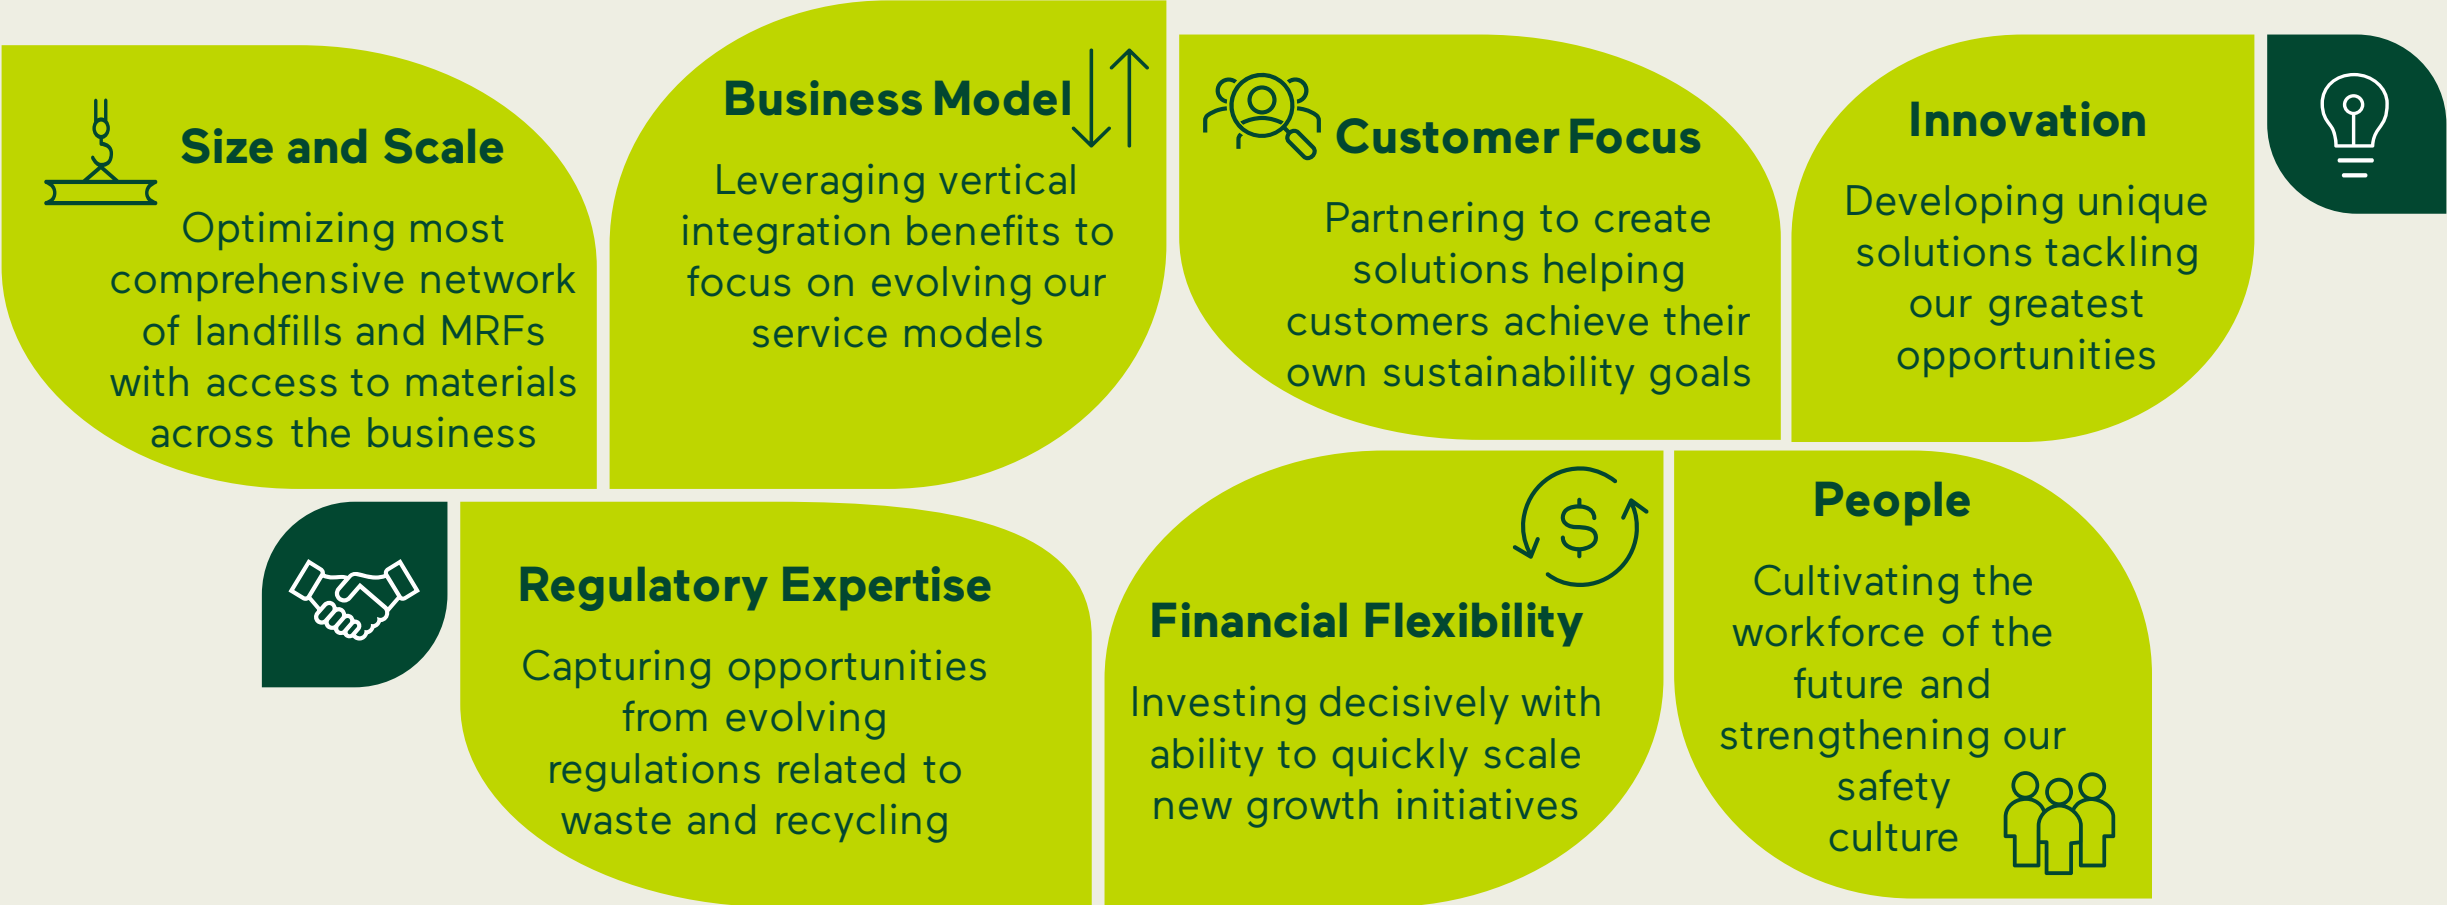 Size and Scale
Optimizing most
comprehensive network
of landfills and MRFs
with access to materials
across the business
Business Model
Leveraging vertical
integration benefits to
focus on evolving our
service models
Customer Focus
Partnering to create
solutions helping
customers achieve their
own sustainability goals
Innovation
Developing unique
solutions tackling
our greatest
opportunities
Regulatory Expertise
Capturing opportunities
from evolving
regulations related to
waste and recycling
$
Financial Flexibility
Investing decisively with
ability to quickly scale
new growth initiatives
People
Cultivating the
workforce of the
future and
strengthening our
safety
culture